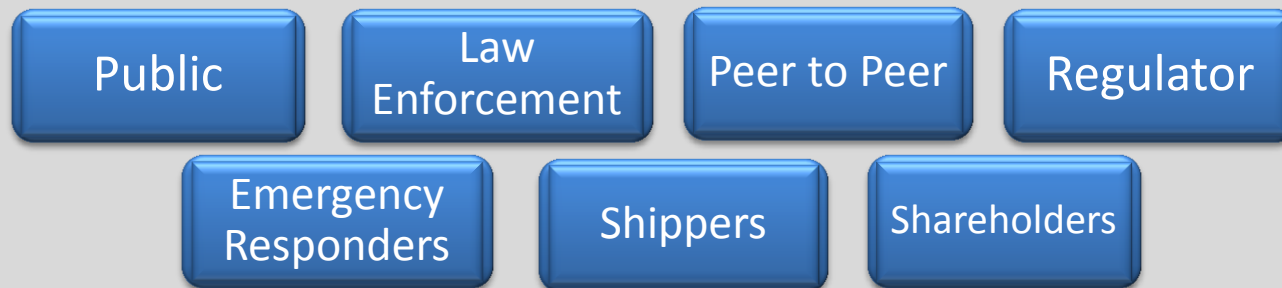 Public
Law
Enforcement
Peer to Peer
Regulator
Emergency
Responders
Shippers
Shareholders